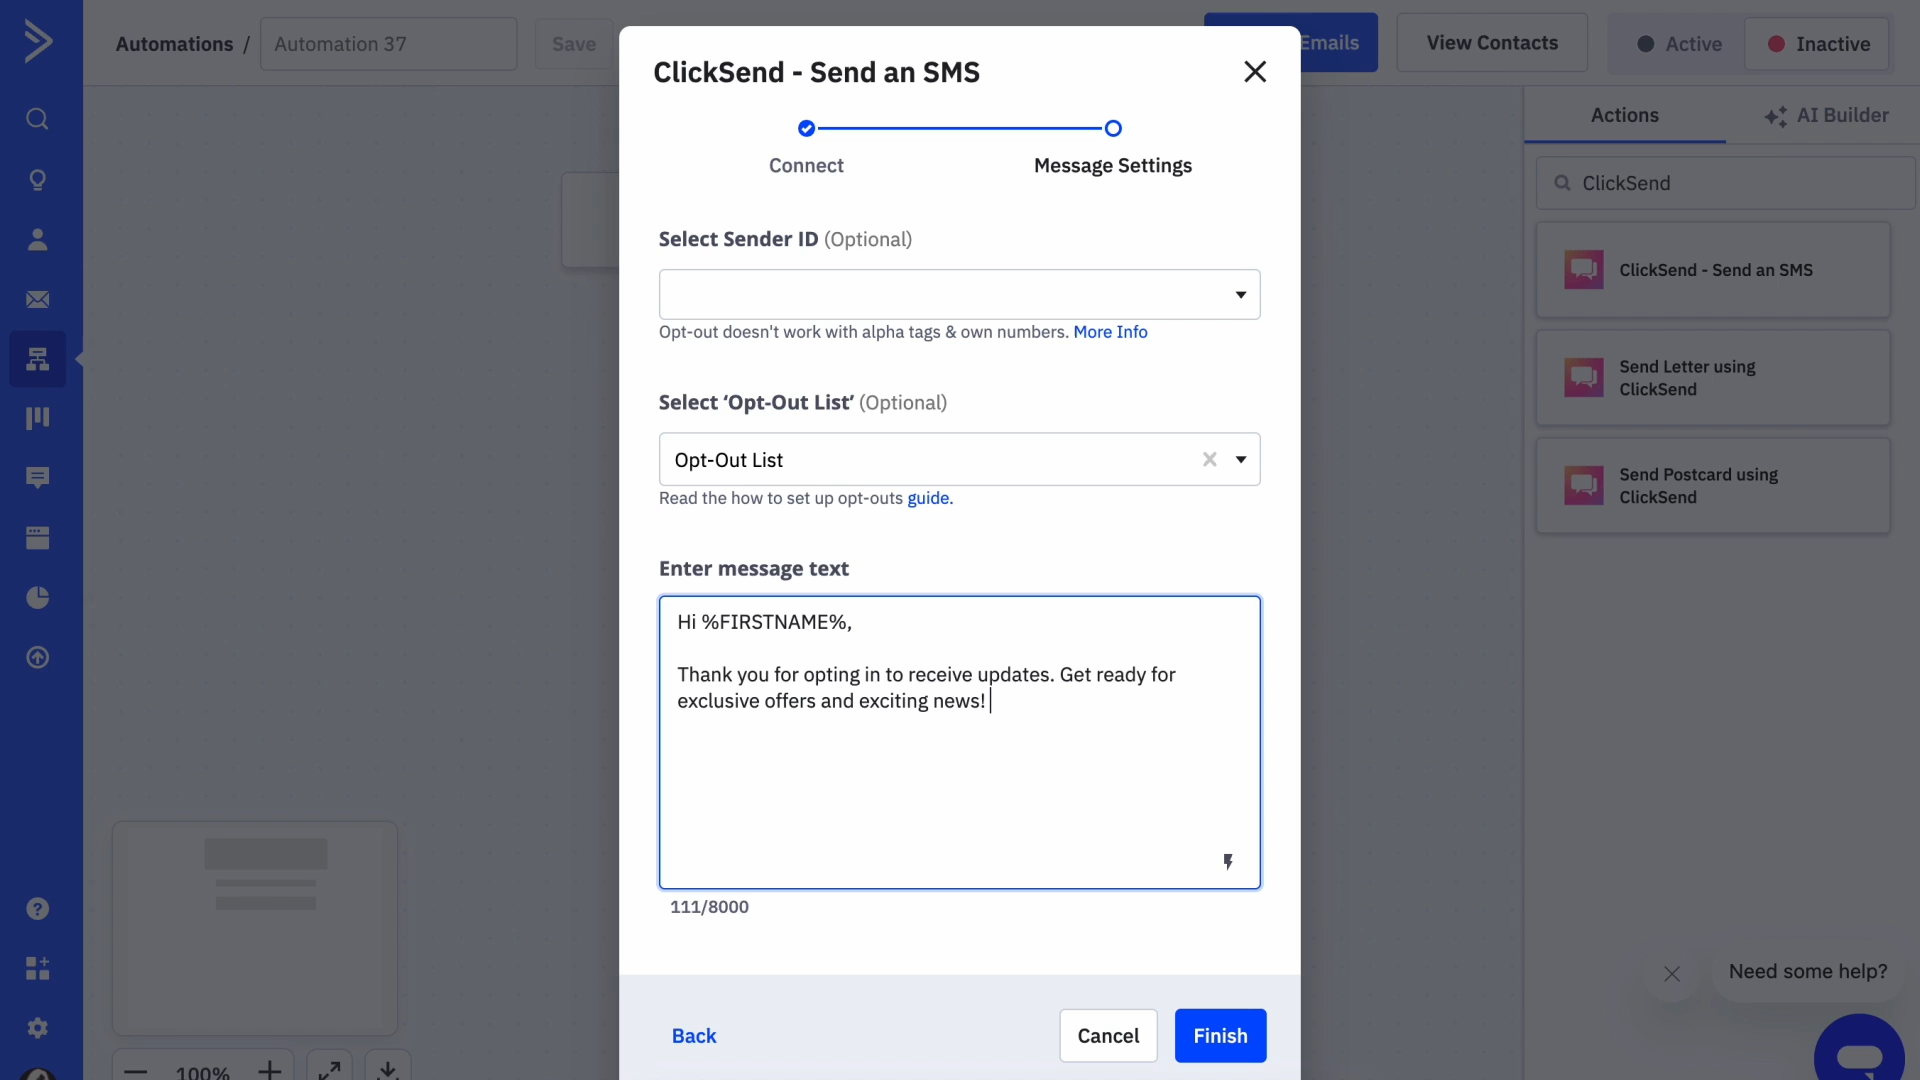 Automations / Automation 37 Save Emails View Contacts Active Inactive
ClickSend - Send an SMS
Connect Message Settings
Select Sender ID (Optional)
Opt-out doesn't work with alpha tags & own numbers. More Info
Select ‘Opt-Out List’ (Optional)
Opt-Out List
Read the how to set up opt-outs guide.
Enter message text
Hi %FIRSTNAME%,
Thank you for opting in to receive updates. Get ready for
exclusive offers and exciting news!
111/8000
Back Cancel Finish
Actions AI Builder
ClickSend
ClickSend - Send an SMS
Send Letter using
ClickSend
Send Postcard using
ClickSend
Need some help?
100%